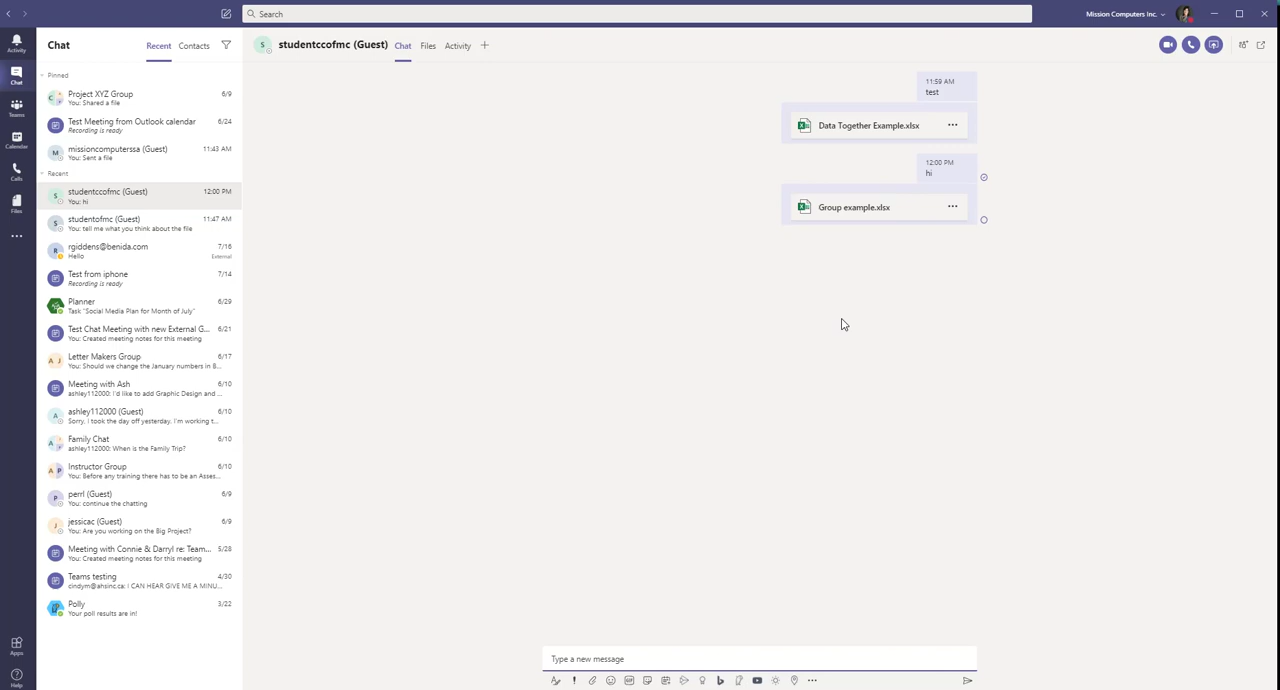 Search
Mission Computers Inc.
Activity
Chat
Teams
Calendar
Calls
Files
Apps
Help
Chat
Recent
Contacts
Pinned
Project XYZ Group 6/9
You: Shared a file
Test Meeting from Outlook calendar 6/24
Recording is ready
M missioncomputerssa (Guest) 11:43 AM
You: Sent a file
Recent
S studentccofmc (Guest) 12:00 PM
You: hi
S studentofmc (Guest) 11:47 AM
You: tell me what you think about the file
R rgiddens@benida.com 7/16
Hello External
Test from iphone 7/14
Recording is ready
Planner 6/29
Task "Social Media Plan for Month of July"
Test Chat Meeting with new External G... 6/21
You: Created meeting notes for this meeting
A J Letter Makers Group 6/17
You: Should we change the January numbers in B...
Meeting with Ash 6/10
ashley112000: I'd like to add Graphic Design and ...
A ashley112000 (Guest) 6/10
Sorry, I took the day off yesterday. I'm working t...
Family Chat 6/10
ashley112000: When is the Family Trip?
A P Instructor Group 6/10
You: Before any training there has to be an Asses...
P perrl (Guest) 6/9
You: continue the chatting
J jessicac (Guest) 6/9
You: Are you working on the Big Project?
Meeting with Connie & Darryl re: Team... 5/28
You: Created meeting notes for this meeting
Teams testing 4/30
cindym@ahsinc.ca: I CAN HEAR GIVE ME A MINU...
Polly 3/22
Your poll results are in!
S studentccofmc (Guest) Chat Files Activity
11:59 AM
test
Data Together Example.xlsx
12:00 PM
hi
Group example.xlsx
Type a new message